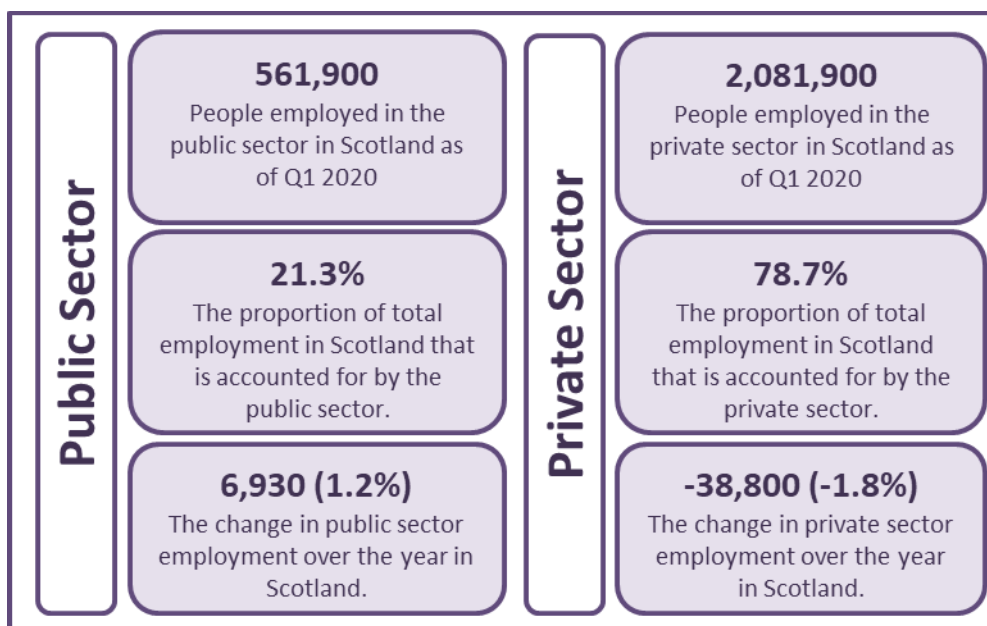 Public Sector
561,900
People employed in the
public sector in Scotland as
of Q1 2020
21.3%
The proportion of total
employment in Scotland that
is accounted for by the
public sector.
6,930 (1.2%)
The change in public sector
employment over the year in
Scotland.
Private Sector
2,081,900
People employed in the
private sector in Scotland as
of Q1 2020
78.7%
The proportion of total
employment in Scotland
that is accounted for by the
private sector.
-38,800 (-1.8%)
The change in private sector
employment over the year
in Scotland.